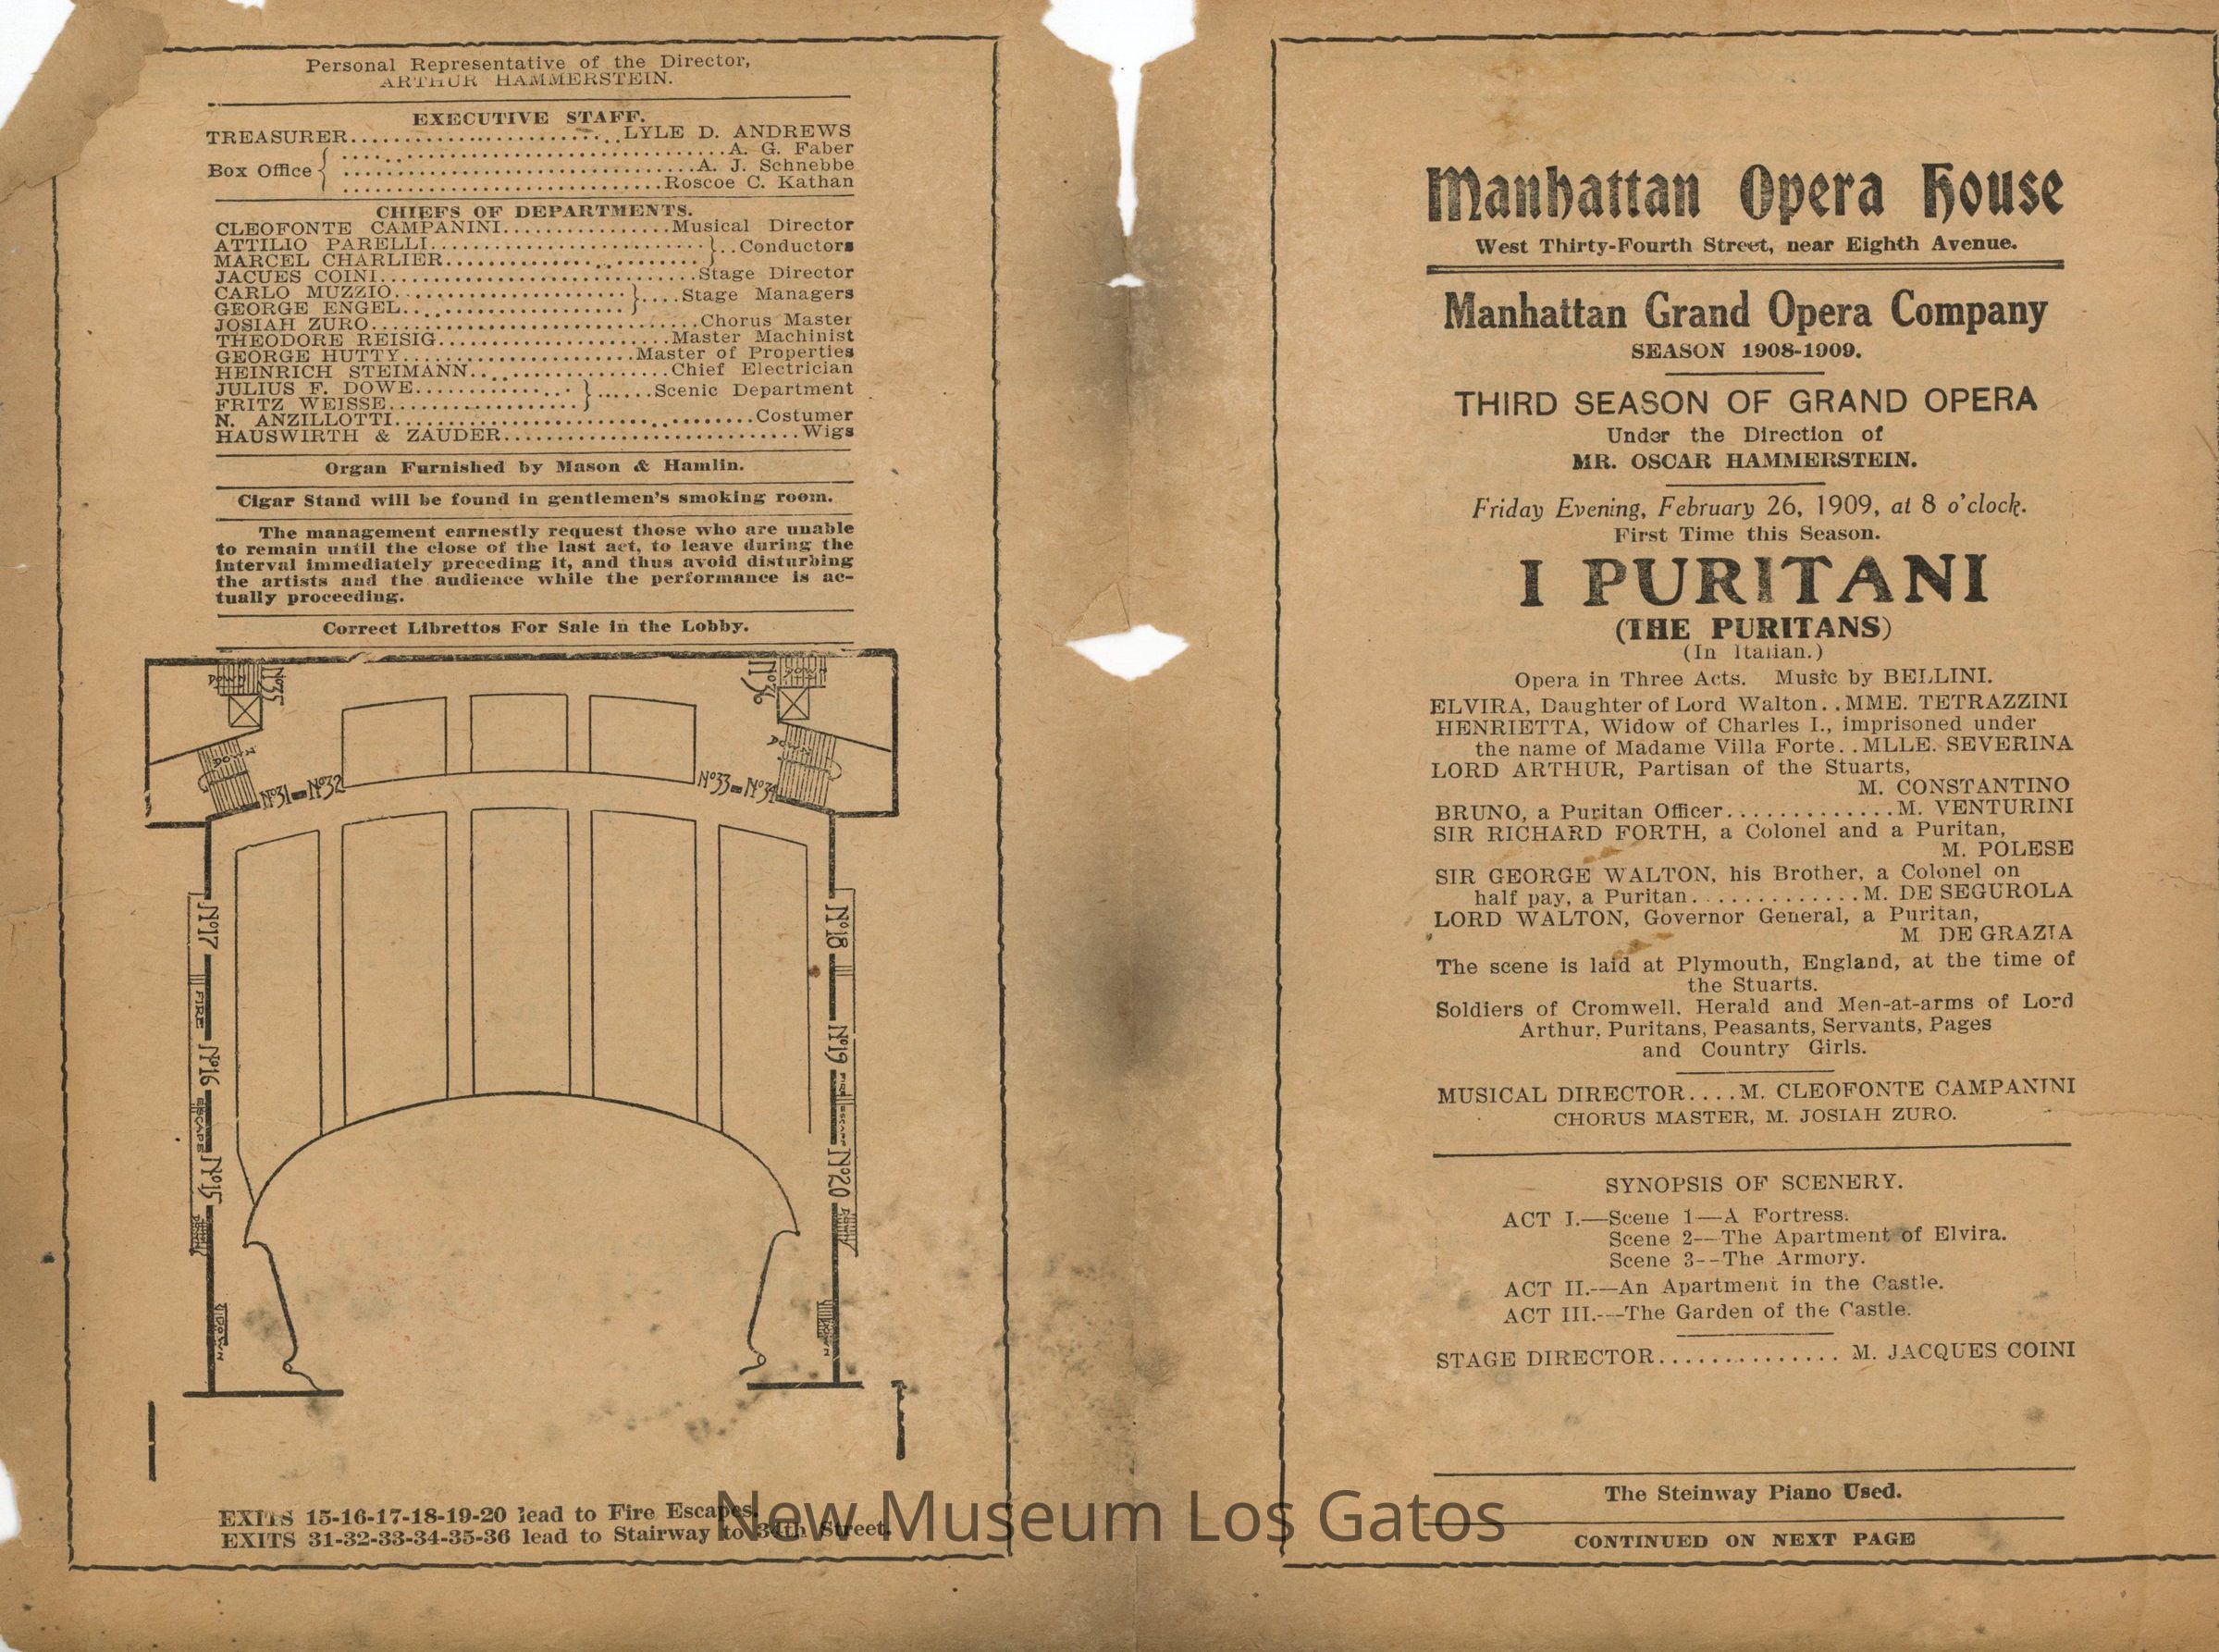 Personal Representative of the Director,
ARTHUR HAMMERSTEIN.
EXECUTIVE STAFF.
TREASURER..............................LYLE D. ANDREWS
Box Office { ......................................A. G. Faber
...................................A. J. Schnebbe
................................Roscoe C. Kathan
CHIEFS OF DEPARTMENTS.
CLEOFONTE CAMPANINI................Musical Director
ATTILIO PARELLI...........................}..Conductors
MARCEL CHARLIER.........................}
JACUES COINI...............................Stage Director
CARLO MUZZIO.......................}....Stage Managers
GEORGE ENGEL......................}
JOSIAH ZURO................................Chorus Master
THEODORE REISIG.......................Master Machinist
GEORGE HUTTY.......................Master of Properties
HEINRICH STEIMANN....................Chief Electrician
JULIUS F. DOWE................}......Scenic Department
FRITZ WEISSE...................}
N. ANZILLOTTI...................................Costumer
HAUSWIRTH & ZAUDER.............................Wigs
Organ Furnished by Mason & Hamlin.
Cigar Stand will be found in gentlemen's smoking room.
The management earnestly request those who are unable
to remain until the close of the last act, to leave during the
interval immediately preceding it, and thus avoid disturbing
the artists and the audience while the performance is ac-
tually proceeding.
Correct Librettos For Sale in the Lobby.
Nº35
Nº36
Nº31 Nº32
Nº33 Nº34
Nº17
FIRE
Nº16
ESCAPE
Nº15
DOWN
Nº18
Nº19
FIRE
Nº20
DOWN
DOWN
EXITS 15-16-17-18-19-20 lead to Fire Escapes.
EXITS 31-32-33-34-35-36 lead to Stairway to 34th Street.
Manhattan Opera House
West Thirty-Fourth Street, near Eighth Avenue.
Manhattan Grand Opera Company
SEASON 1908-1909.
THIRD SEASON OF GRAND OPERA
Under the Direction of
MR. OSCAR HAMMERSTEIN.
Friday Evening, February 26, 1909, at 8 o'clock.
First Time this Season.
I PURITANI
(THE PURITANS)
(In Italian.)
Opera in Three Acts. Music by BELLINI.
ELVIRA, Daughter of Lord Walton..MME. TETRAZZINI
HENRIETTA, Widow of Charles I., imprisoned under
the name of Madame Villa Forte..MLLE. SEVERINA
LORD ARTHUR, Partisan of the Stuarts,
M. CONSTANTINO
BRUNO, a Puritan Officer.............M. VENTURINI
SIR RICHARD FORTH, a Colonel and a Puritan,
M. POLESE
SIR GEORGE WALTON, his Brother, a Colonel on
half pay, a Puritan.............M. DE SEGUROLA
LORD WALTON, Governor General, a Puritan,
M. DE GRAZIA
The scene is laid at Plymouth, England, at the time of
the Stuarts.
Soldiers of Cromwell, Herald and Men-at-arms of Lord
Arthur, Puritans, Peasants, Servants, Pages
and Country Girls.
MUSICAL DIRECTOR....M. CLEOFONTE CAMPANINI
CHORUS MASTER, M. JOSIAH ZURO.
SYNOPSIS OF SCENERY.
ACT I.—Scene 1—A Fortress.
Scene 2--The Apartment of Elvira.
Scene 3--The Armory.
ACT II.--An Apartment in the Castle.
ACT III.---The Garden of the Castle.
STAGE DIRECTOR.............. M. JACQUES COINI
The Steinway Piano Used.
CONTINUED ON NEXT PAGE
New Museum Los Gatos